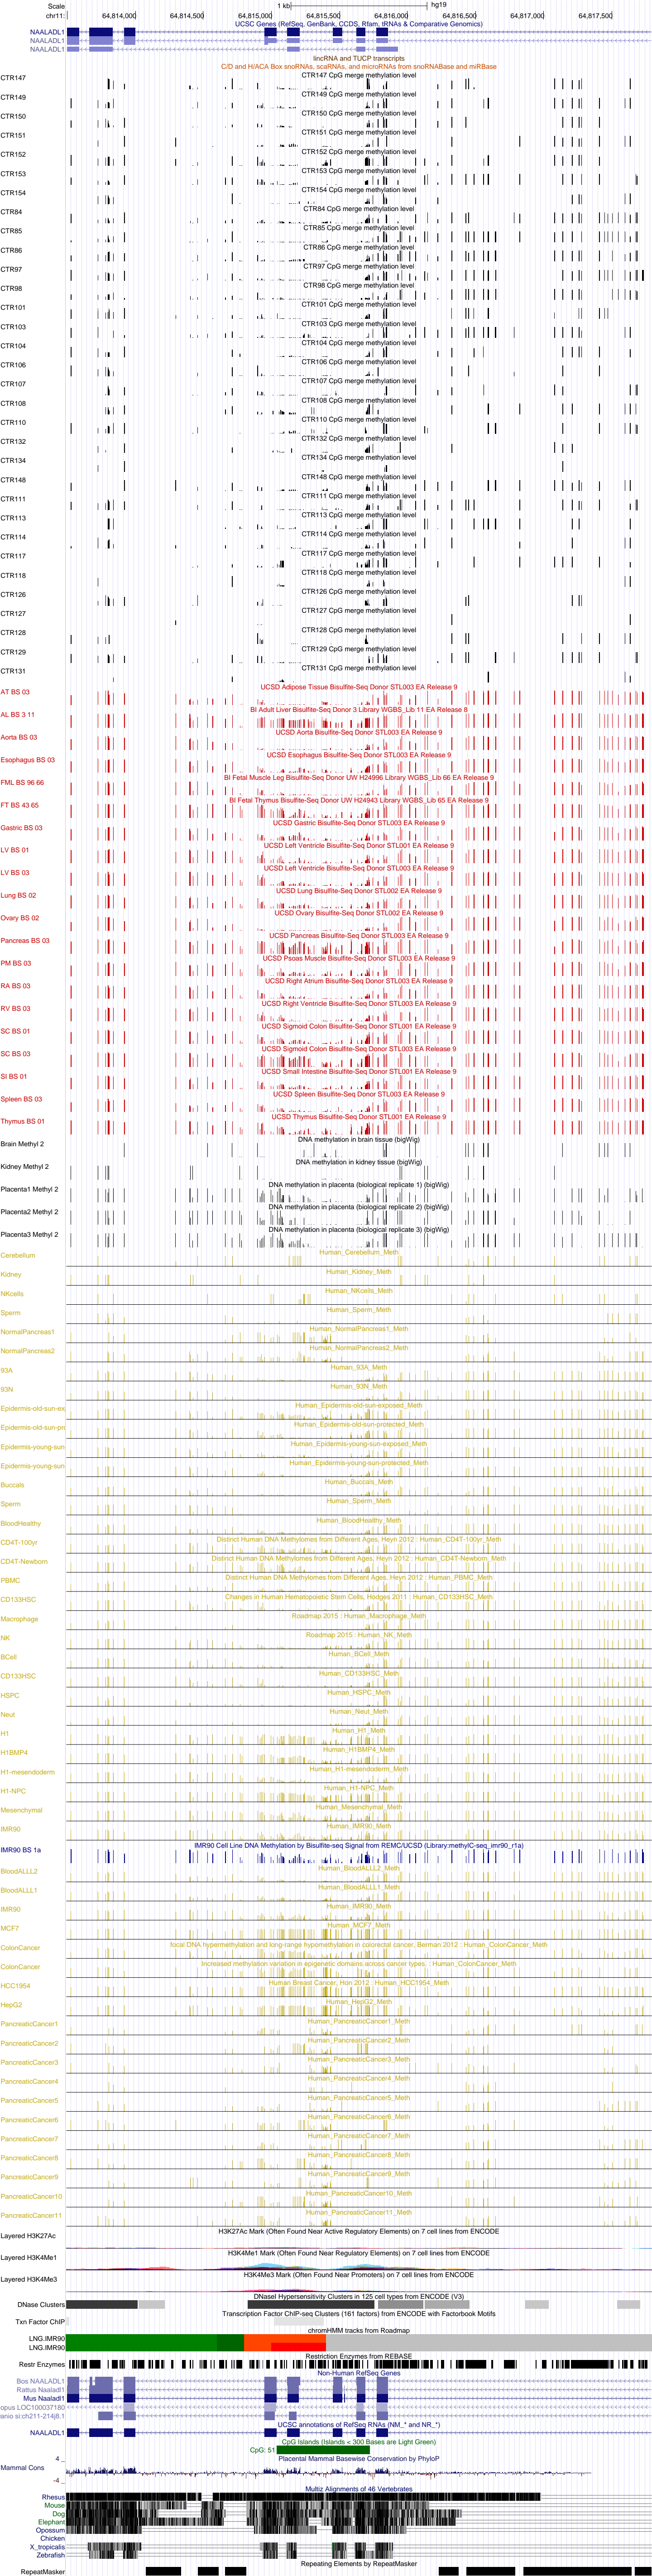 Scale 1 kb hg19
chr11: 64,814,000 64,814,500 64,815,000 64,815,500 64,816,000 64,816,500 64,817,000 64,817,500
UCSC Genes (RefSeq, GenBank, CCDS, Rfam, tRNAs & Comparative Genomics)
NAALADL1
NAALADL1
NAALADL1
lincRNA and TUCP transcripts
C/D and H/ACA Box snoRNAs, scaRNAs, and microRNAs from snoRNABase and miRBase
CTR147 CpG merge methylation level
CTR147
CTR149 CpG merge methylation level
CTR149
CTR150 CpG merge methylation level
CTR150
CTR151 CpG merge methylation level
CTR151
CTR152 CpG merge methylation level
CTR152
CTR153 CpG merge methylation level
CTR153
CTR154 CpG merge methylation level
CTR154
CTR84 CpG merge methylation level
CTR84
CTR85 CpG merge methylation level
CTR85
CTR86 CpG merge methylation level
CTR86
CTR97 CpG merge methylation level
CTR97
CTR98 CpG merge methylation level
CTR98
CTR101 CpG merge methylation level
CTR101
CTR103 CpG merge methylation level
CTR103
CTR104 CpG merge methylation level
CTR104
CTR106 CpG merge methylation level
CTR106
CTR107 CpG merge methylation level
CTR107
CTR108 CpG merge methylation level
CTR108
CTR110 CpG merge methylation level
CTR110
CTR132 CpG merge methylation level
CTR132
CTR134 CpG merge methylation level
CTR134
CTR148 CpG merge methylation level
CTR148
CTR111 CpG merge methylation level
CTR111
CTR113 CpG merge methylation level
CTR113
CTR114 CpG merge methylation level
CTR114
CTR117 CpG merge methylation level
CTR117
CTR118 CpG merge methylation level
CTR118
CTR126 CpG merge methylation level
CTR126
CTR127 CpG merge methylation level
CTR127
CTR128 CpG merge methylation level
CTR128
CTR129 CpG merge methylation level
CTR129
CTR131 CpG merge methylation level
CTR131
UCSD Adipose Tissue Bisulfite-Seq Donor STL003 EA Release 9
AT BS 03
BI Adult Liver Bisulfite-Seq Donor 3 Library WGBS_Lib 11 EA Release 8
AL BS 3 11
UCSD Aorta Bisulfite-Seq Donor STL003 EA Release 9
Aorta BS 03
UCSD Esophagus Bisulfite-Seq Donor STL003 EA Release 9
Esophagus BS 03
BI Fetal Muscle Leg Bisulfite-Seq Donor UW H24996 Library WGBS_Lib 66 EA Release 9
FML BS 96 66
BI Fetal Thymus Bisulfite-Seq Donor UW H24943 Library WGBS_Lib 65 EA Release 9
FT BS 43 65
UCSD Gastric Bisulfite-Seq Donor STL003 EA Release 9
Gastric BS 03
UCSD Left Ventricle Bisulfite-Seq Donor STL001 EA Release 9
LV BS 01
UCSD Left Ventricle Bisulfite-Seq Donor STL003 EA Release 9
LV BS 03
UCSD Lung Bisulfite-Seq Donor STL002 EA Release 9
Lung BS 02
UCSD Ovary Bisulfite-Seq Donor STL002 EA Release 9
Ovary BS 02
UCSD Pancreas Bisulfite-Seq Donor STL003 EA Release 9
Pancreas BS 03
UCSD Psoas Muscle Bisulfite-Seq Donor STL003 EA Release 9
PM BS 03
UCSD Right Atrium Bisulfite-Seq Donor STL003 EA Release 9
RA BS 03
UCSD Right Ventricle Bisulfite-Seq Donor STL003 EA Release 9
RV BS 03
UCSD Sigmoid Colon Bisulfite-Seq Donor STL001 EA Release 9
SC BS 01
UCSD Sigmoid Colon Bisulfite-Seq Donor STL003 EA Release 9
SC BS 03
UCSD Small Intestine Bisulfite-Seq Donor STL001 EA Release 9
SI BS 01
UCSD Spleen Bisulfite-Seq Donor STL003 EA Release 9
Spleen BS 03
UCSD Thymus Bisulfite-Seq Donor STL001 EA Release 9
Thymus BS 01
DNA methylation in brain tissue (bigWig)
Brain Methyl 2
DNA methylation in kidney tissue (bigWig)
Kidney Methyl 2
DNA methylation in placenta (biological replicate 1) (bigWig)
Placenta1 Methyl 2
DNA methylation in placenta (biological replicate 2) (bigWig)
Placenta2 Methyl 2
DNA methylation in placenta (biological replicate 3) (bigWig)
Placenta3 Methyl 2
Human_Cerebellum_Meth
Cerebellum
Human_Kidney_Meth
Kidney
Human_NKcells_Meth
NKcells
Human_Sperm_Meth
Sperm
Human_NormalPancreas1_Meth
NormalPancreas1
Human_NormalPancreas2_Meth
NormalPancreas2
Human_93A_Meth
93A
Human_93N_Meth
93N
Human_Epidermis-old-sun-exposed_Meth
Epidermis-old-sun-ex
Human_Epidermis-old-sun-protected_Meth
Epidermis-old-sun-pr
Human_Epidermis-young-sun-exposed_Meth
Epidermis-young-sun
Human_Epidermis-young-sun-protected_Meth
Epidermis-young-sun
Human_Buccals_Meth
Buccals
Human_Sperm_Meth
Sperm
Human_BloodHealthy_Meth
BloodHealthy
Distinct Human DNA Methylomes from Different Ages, Heyn 2012 : Human_CD4T-100yr_Meth
CD4T-100yr
Distinct Human DNA Methylomes from Different Ages, Heyn 2012 : Human_CD4T-Newborn_Meth
CD4T-Newborn
Distinct Human DNA Methylomes from Different Ages, Heyn 2012 : Human_PBMC_Meth
PBMC
Changes in Human Hematopoietic Stem Cells, Hodges 2011 : Human_CD133HSC_Meth
CD133HSC
Roadmap 2015 : Human_Macrophage_Meth
Macrophage
Roadmap 2015 : Human_NK_Meth
NK
Human_BCell_Meth
BCell
Human_CD133HSC_Meth
CD133HSC
Human_HSPC_Meth
HSPC
Human_Neut_Meth
Neut
Human_H1_Meth
H1
Human_H1BMP4_Meth
H1BMP4
Human_H1-mesendoderm_Meth
H1-mesendoderm
Human_H1-NPC_Meth
H1-NPC
Human_Mesenchymal_Meth
Mesenchymal
Human_IMR90_Meth
IMR90
IMR90 Cell Line DNA Methylation by Bisulfite-seq Signal from REMC/UCSD (Library:methylC-seq_imr90_r1a)
IMR90 BS 1a
Human_BloodALLL2_Meth
BloodALLL2
Human_BloodALLL1_Meth
BloodALLL1
Human_IMR90_Meth
IMR90
Human_MCF7_Meth
MCF7
focal DNA hypermethylation and long-range hypomethylation in colorectal cancer, Berman 2012 : Human_ColonCancer_Meth
ColonCancer
Increased methylation variation in epigenetic domains across cancer types. : Human_ColonCancer_Meth
ColonCancer
Human Breast Cancer, Hon 2012 : Human_HCC1954_Meth
HCC1954
Human_HepG2_Meth
HepG2
Human_PancreaticCancer1_Meth
PancreaticCancer1
Human_PancreaticCancer2_Meth
PancreaticCancer2
Human_PancreaticCancer3_Meth
PancreaticCancer3
Human_PancreaticCancer4_Meth
PancreaticCancer4
Human_PancreaticCancer5_Meth
PancreaticCancer5
Human_PancreaticCancer6_Meth
PancreaticCancer6
Human_PancreaticCancer7_Meth
PancreaticCancer7
Human_PancreaticCancer8_Meth
PancreaticCancer8
Human_PancreaticCancer9_Meth
PancreaticCancer9
Human_PancreaticCancer10_Meth
PancreaticCancer10
Human_PancreaticCancer11_Meth
PancreaticCancer11
H3K27Ac Mark (Often Found Near Active Regulatory Elements) on 7 cell lines from ENCODE
Layered H3K27Ac
H3K4Me1 Mark (Often Found Near Regulatory Elements) on 7 cell lines from ENCODE
Layered H3K4Me1
H3K4Me3 Mark (Often Found Near Promoters) on 7 cell lines from ENCODE
Layered H3K4Me3
DNaseI Hypersensitivity Clusters in 125 cell types from ENCODE (V3)
DNase Clusters
Transcription Factor ChIP-seq Clusters (161 factors) from ENCODE with Factorbook Motifs
Txn Factor ChIP
chromHMM tracks from Roadmap
LNG.IMR90
LNG.IMR90
Restriction Enzymes from REBASE
Restr Enzymes
Non-Human RefSeq Genes
Bos NAALADL1
Rattus Naaladl1
Mus Naaladl1
opus LOC100037180
anio si:ch211-214j8.1
UCSC annotations of RefSeq RNAs (NM_* and NR_*)
NAALADL1
CpG Islands (Islands < 300 Bases are Light Green)
CpG: 51
Placental Mammal Basewise Conservation by PhyloP
4 _
Mammal Cons
-4 _
Multiz Alignments of 46 Vertebrates
Rhesus
Mouse
Dog
Elephant
Opossum
Chicken
X_tropicalis
Zebrafish
Repeating Elements by RepeatMasker
RepeatMasker